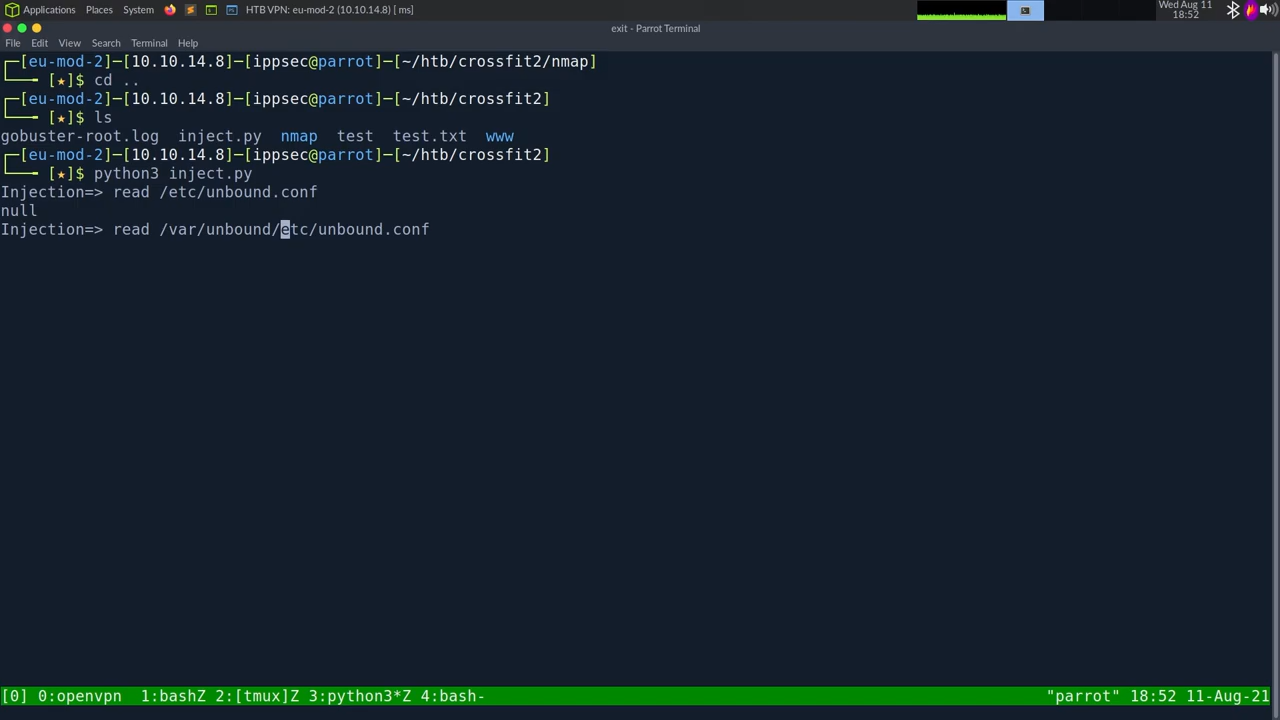 Applications Places System HTB VPN: eu-mod-2 (10.10.14.8) [ ms] Wed Aug 11
18:52
exit - Parrot Terminal
File Edit View Search Terminal Help
┌─[eu-mod-2]─[10.10.14.8]─[ippsec@parrot]─[~/htb/crossfit2/nmap]
└──╼ [★]$ cd ..
┌─[eu-mod-2]─[10.10.14.8]─[ippsec@parrot]─[~/htb/crossfit2]
└──╼ [★]$ ls
gobuster-root.log inject.py nmap test test.txt www
┌─[eu-mod-2]─[10.10.14.8]─[ippsec@parrot]─[~/htb/crossfit2]
└──╼ [★]$ python3 inject.py
Injection=> read /etc/unbound.conf
null
Injection=> read /var/unbound/etc/unbound.conf
[0] 0:openvpn 1:bashZ 2:[tmux]Z 3:python3*Z 4:bash- "parrot" 18:52 11-Aug-21